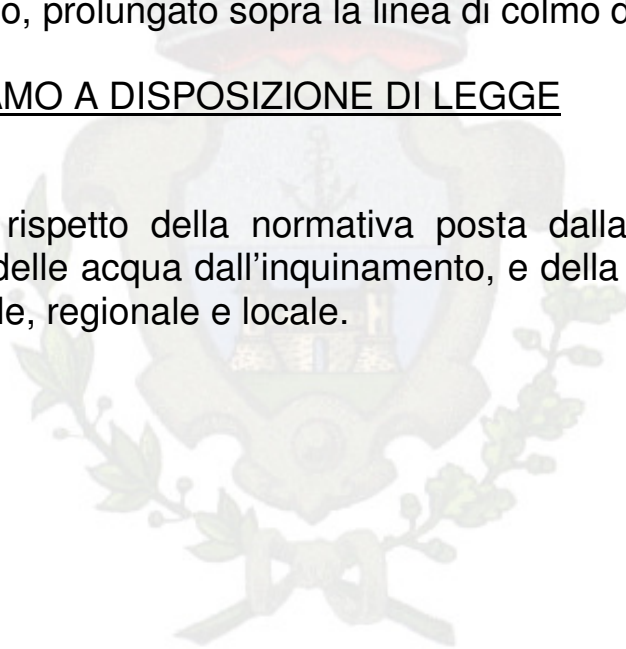 o, prolungato sopra la linea di colmo d
AMO A DISPOSIZIONE DI LEGGE
rispetto della normativa posta dalla
delle acqua dall'inquinamento, e della
le, regionale e locale.